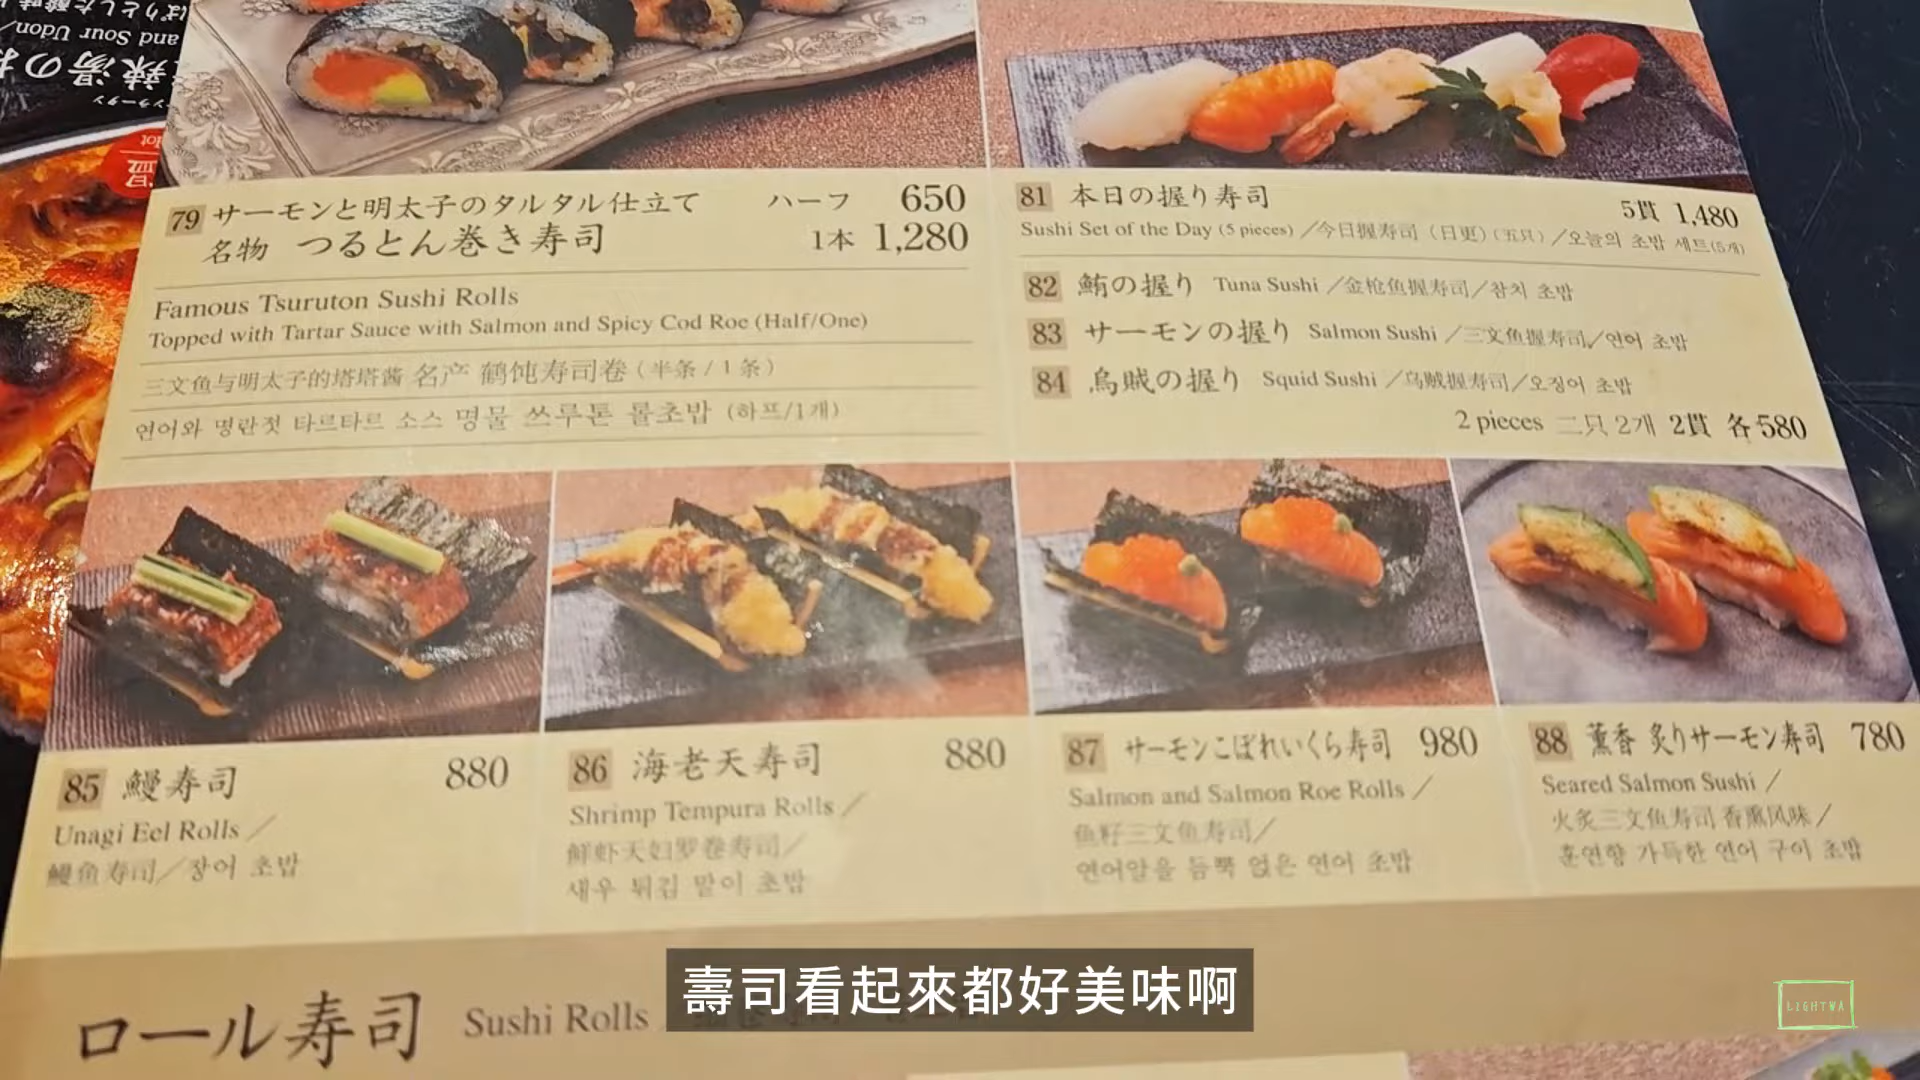 79 サーモンと明太子のタルタル仕立て ハーフ 650
名物 つるとん巻き寿司 1本 1,280
Famous Tsuruton Sushi Rolls
Topped with Tartar Sauce with Salmon and Spicy Cod Roe (Half/One)
三文鱼与明太子的塔塔酱 名产 鹤饨寿司卷（半条/1条）
연어와 명란젓 타르타르 소스 명물 쓰루톤 롤초밥 (하프/1개)
81 本日の握り寿司 5貫 1,480
Sushi Set of the Day (5 pieces)／今日握寿司（日更）(五只)／오늘의 초밥 세트(5개)
82 鮪の握り Tuna Sushi／金枪鱼握寿司／참치 초밥
83 サーモンの握り Salmon Sushi／三文鱼握寿司／연어 초밥
84 烏賊の握り Squid Sushi／乌贼握寿司／오징어 초밥
2 pieces 二只 2개 2貫 各580
85 鰻寿司 880
Unagi Eel Rolls／
鳗鱼寿司／장어 초밥
86 海老天寿司 880
Shrimp Tempura Rolls／
鲜虾天妇罗卷寿司／
새우 튀김 말이 초밥
87 サーモンこぼれいくら寿司 980
Salmon and Salmon Roe Rolls／
鱼籽三文鱼寿司／
연어알을 듬뿍 얹은 연어 초밥
88 薫香 炙りサーモン寿司 780
Seared Salmon Sushi／
火炙三文鱼寿司 香熏风味／
훈연향 가득한 연어 구이 초밥
ロール寿司 Sushi Rolls
壽司看起來都好美味啊
LIGHTWA